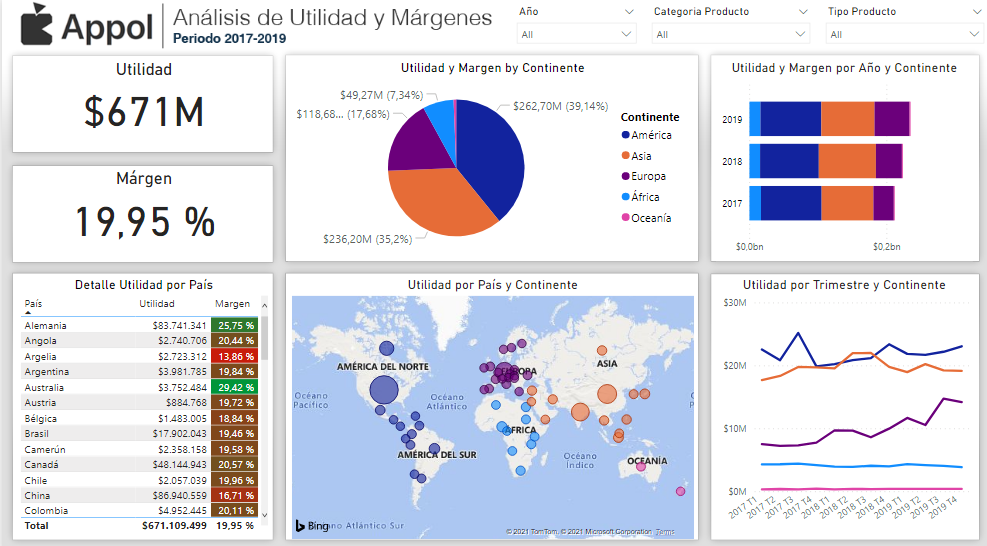 Appol
Análisis de Utilidad y Márgenes
Periodo 2017-2019
Año
All
Categoria Producto
All
Tipo Producto
All
Utilidad
$671M
Márgen
19,95 %
Utilidad y Margen by Continente
$49,27M (7,34%)
$118,68... (17,68%)
$262,70M (39,14%)
$236,20M (35,2%)
Continente
América
Asia
Europa
África
Oceanía
Utilidad y Margen por Año y Continente
2019
2018
2017
$0,0bn
$0,2bn
Detalle Utilidad por País
País Utilidad Margen
Alemania $83.741.341 25,75 %
Angola $2.740.706 20,44 %
Argelia $2.723.312 13,86 %
Argentina $3.981.785 19,84 %
Australia $3.752.484 29,42 %
Austria $884.768 19,72 %
Bélgica $1.483.005 18,84 %
Brasil $17.902.043 19,46 %
Camerún $2.358.158 19,58 %
Canadá $48.144.943 20,57 %
Chile $2.057.039 19,96 %
China $86.940.559 16,71 %
Colombia $4.952.445 20,11 %
Total $671.109.499 19,95 %
Utilidad por País y Continente
AMÉRICA DEL NORTE
ASIA
Océano
Pacífico
Océano
Atlántico
ÁFRICA
AMÉRICA DEL SUR
Océano
Índico
OCEANÍA
Bing
Atlántico Sur
© 2021 TomTom, © 2021 Microsoft Corporation Terms
Utilidad por Trimestre y Continente
$30M
$20M
$10M
$0M
2017 T1
2017 T2
2017 T3
2017 T4
2018 T1
2018 T2
2018 T3
2018 T4
2019 T1
2019 T2
2019 T3
2019 T4